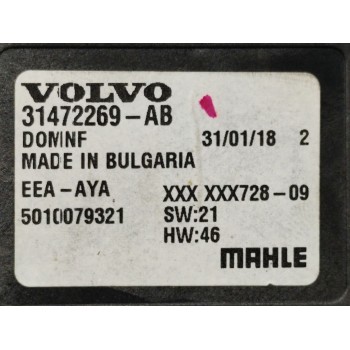 VOLVO
31472269-AB
DOMNF 31/01/18 2
MADE IN BULGARIA
EEA-AYA XXX XXX728-09
5010079321 SW:21
HW:46
MAHLE